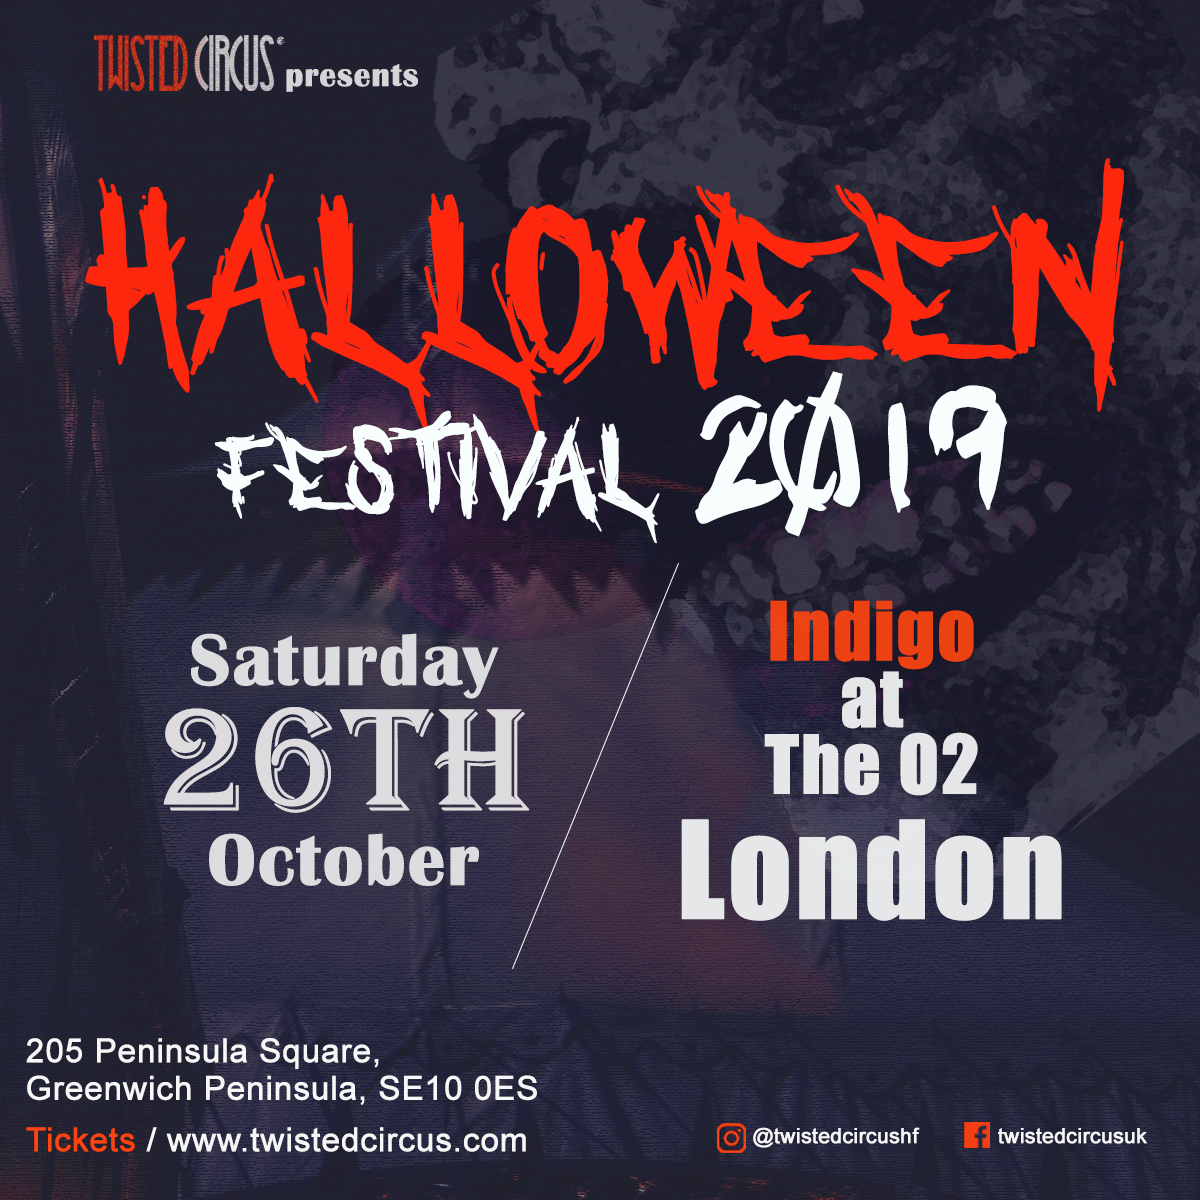 TWISTED CIRCUS® presents
HALLOWEEN
FESTIVAL 2019
Saturday
26TH
October
Indigo
at
The O2
London
205 Peninsula Square,
Greenwich Peninsula, SE10 0ES
Tickets / www.twistedcircus.com
@twistedcircushf
twistedcircusuk